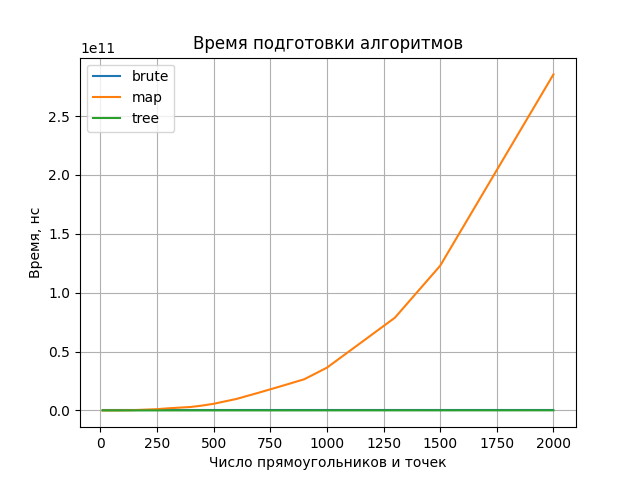 Время подготовки алгоритмов
1e11
brute
map
tree
2.5
2.0
1.5
1.0
0.5
0.0
Время, нс
0 250 500 750 1000 1250 1500 1750 2000
Число прямоугольников и точек